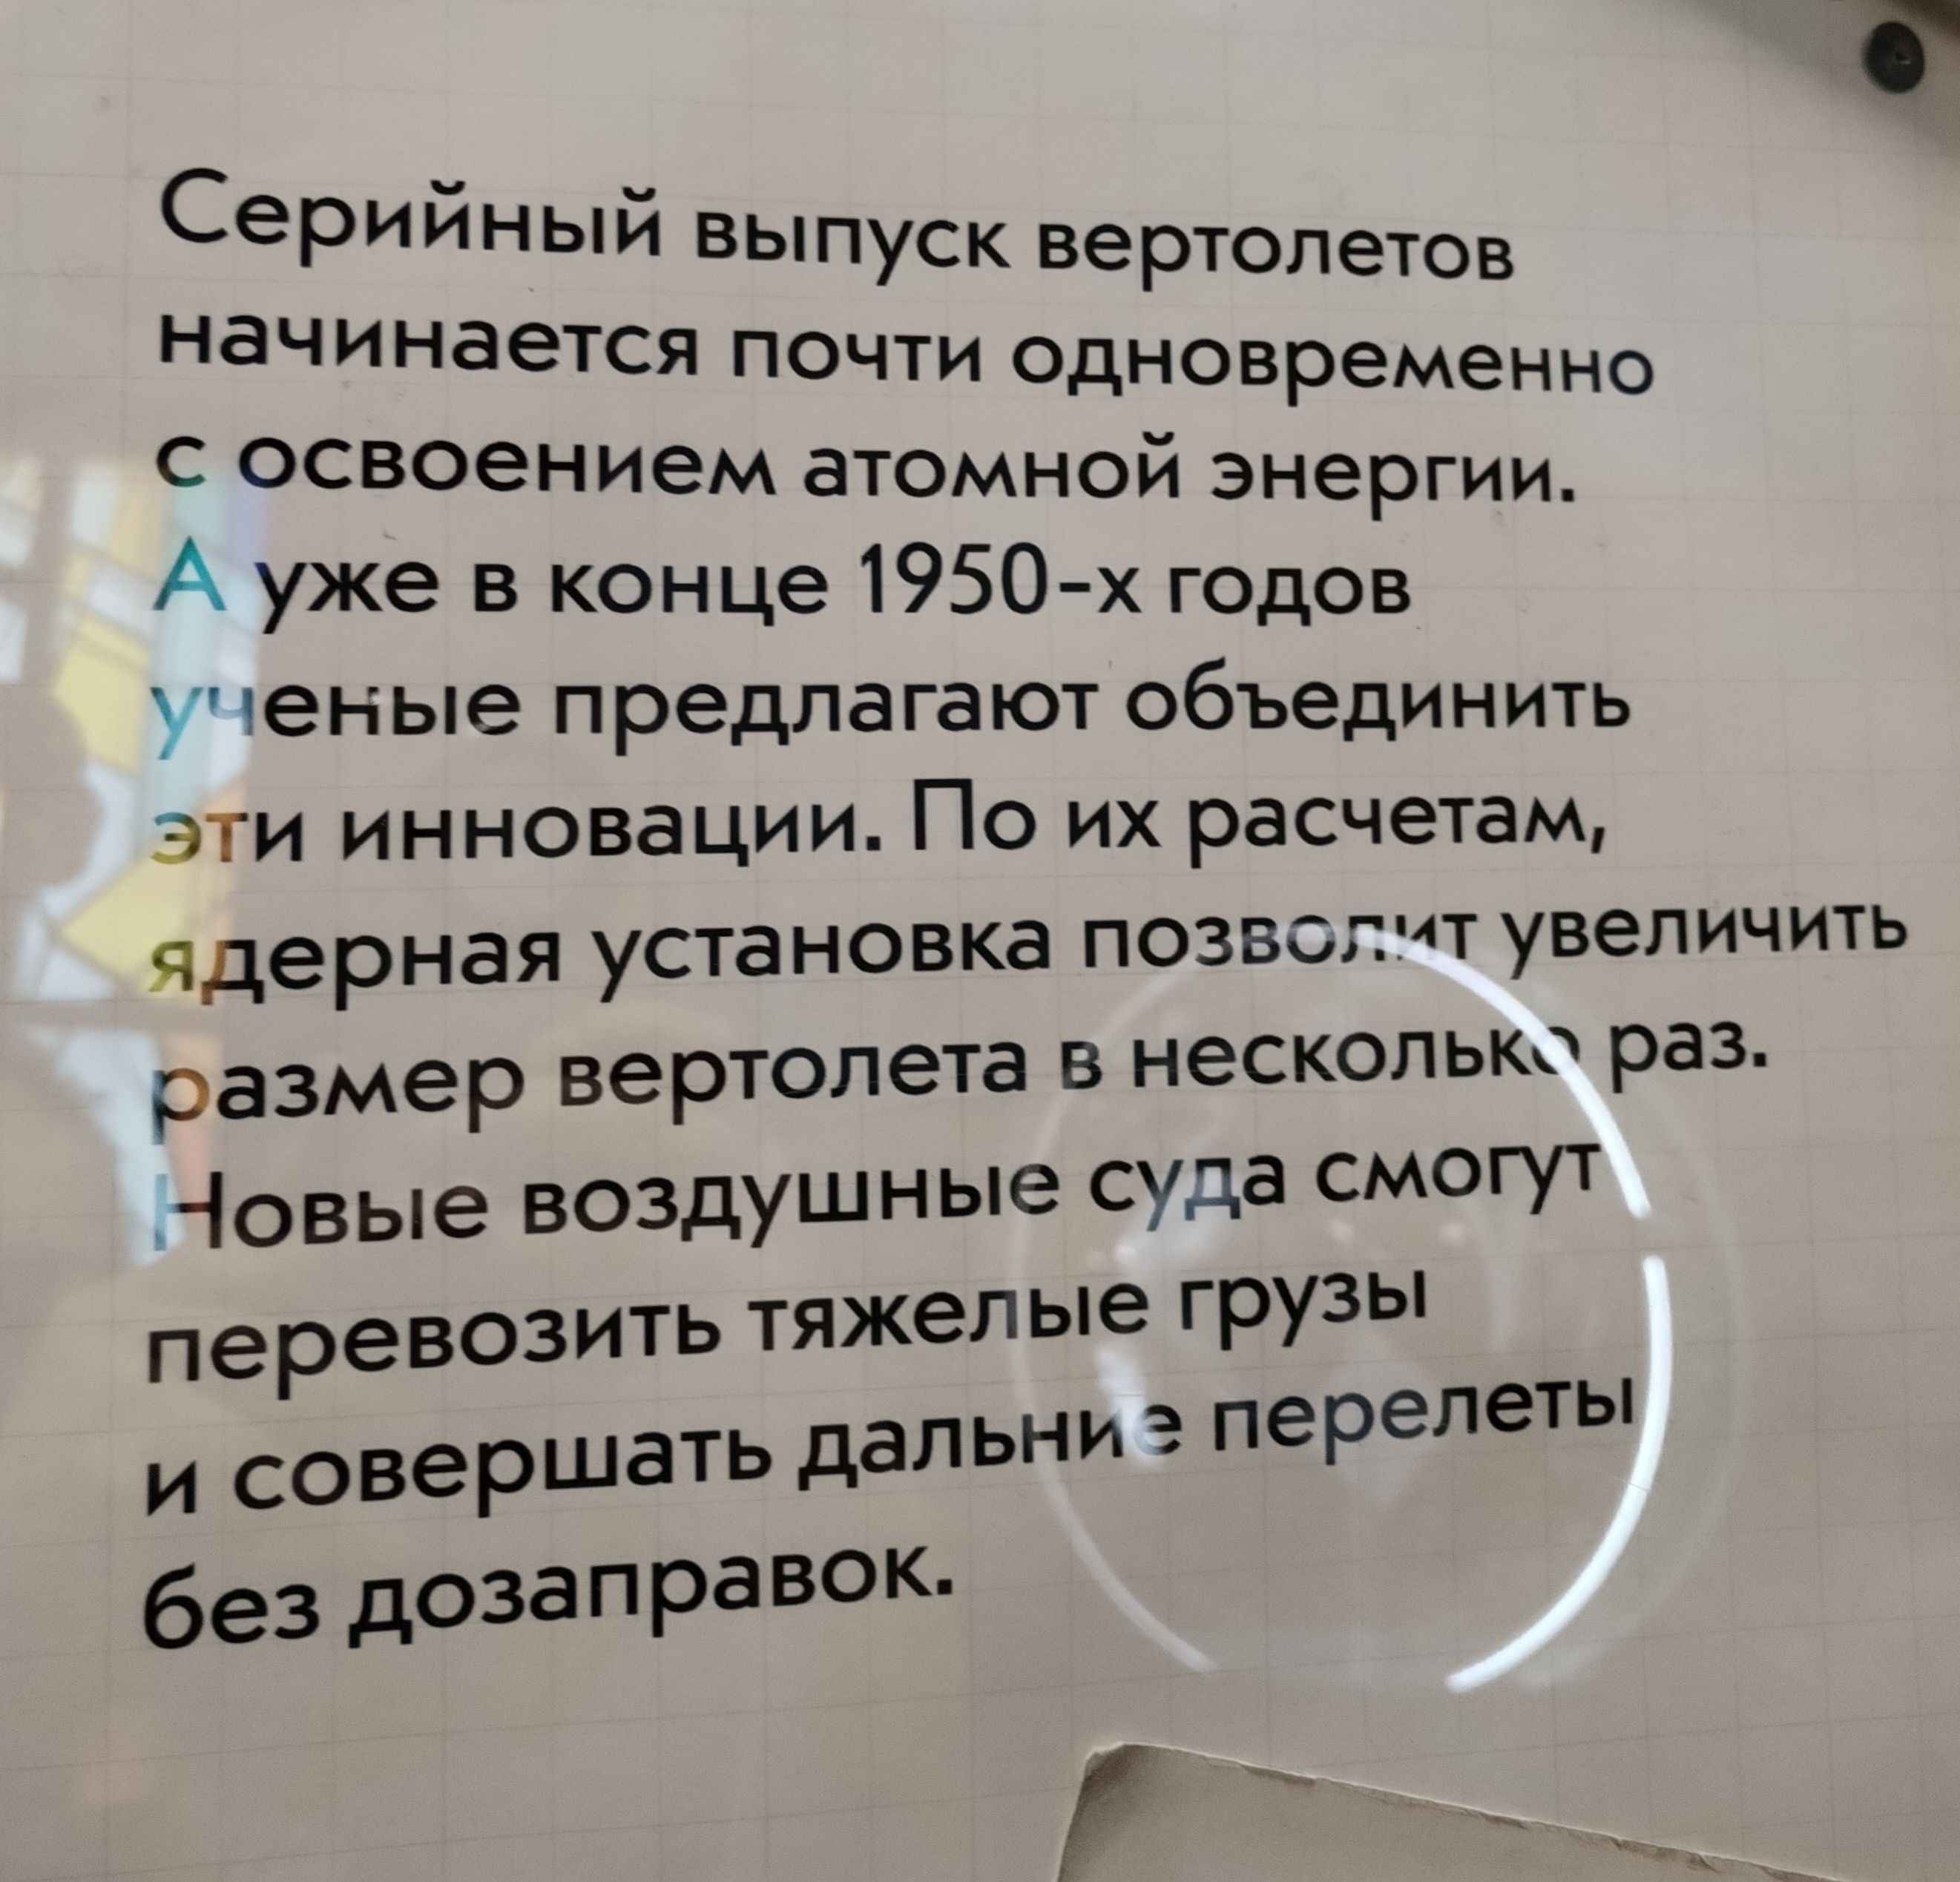 Серийный выпуск вертолетов
начинается почти одновременно
с освоением атомной энергии.
А уже в конце 1950-х годов
ученые предлагают объединить
эти инновации. По их расчетам,
ядерная установка позволит увеличить
размер вертолета в несколько раз.
Новые воздушные суда смогут
перевозить тяжелые грузы
и совершать дальние перелеты
без дозаправок.